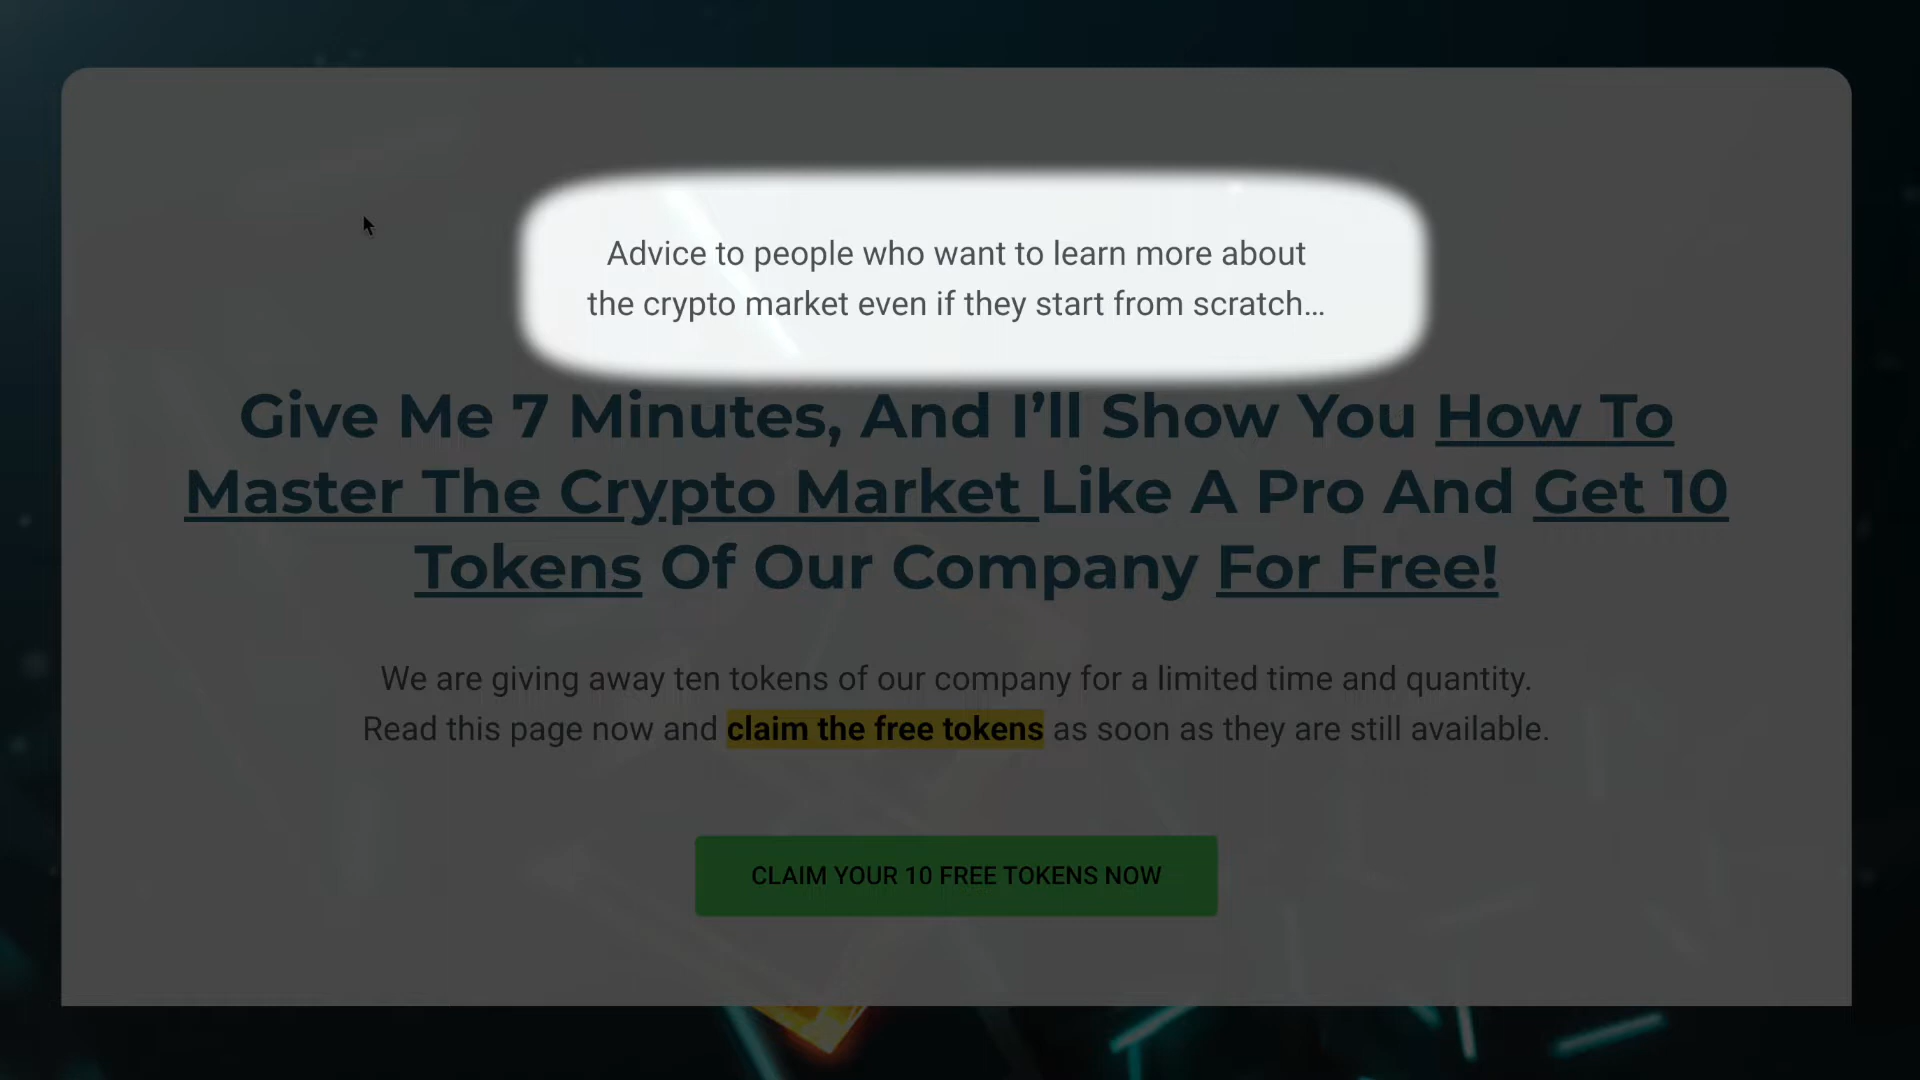 Advice to people who want to learn more about
the crypto market even if they start from scratch...
Give Me 7 Minutes, And I’ll Show You How To
Master The Crypto Market Like A Pro And Get 10
Tokens Of Our Company For Free!
We are giving away ten tokens of our company for a limited time and quantity.
Read this page now and claim the free tokens as soon as they are still available.
CLAIM YOUR 10 FREE TOKENS NOW